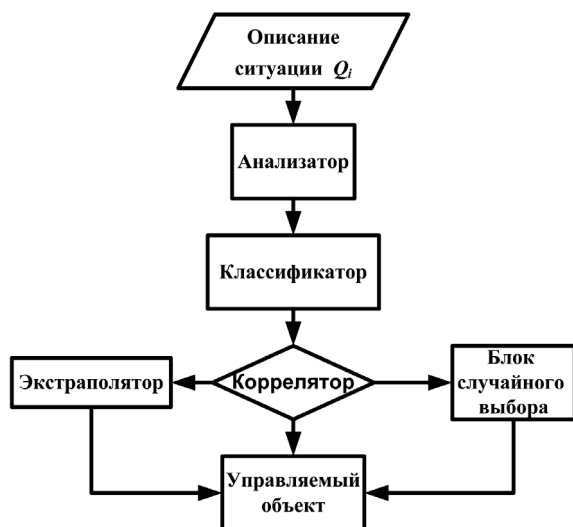 Описание
ситуации Qi
Анализатор
Классификатор
Экстраполятор
Коррелятор
Блок
случайного
выбора
Управляемый
объект